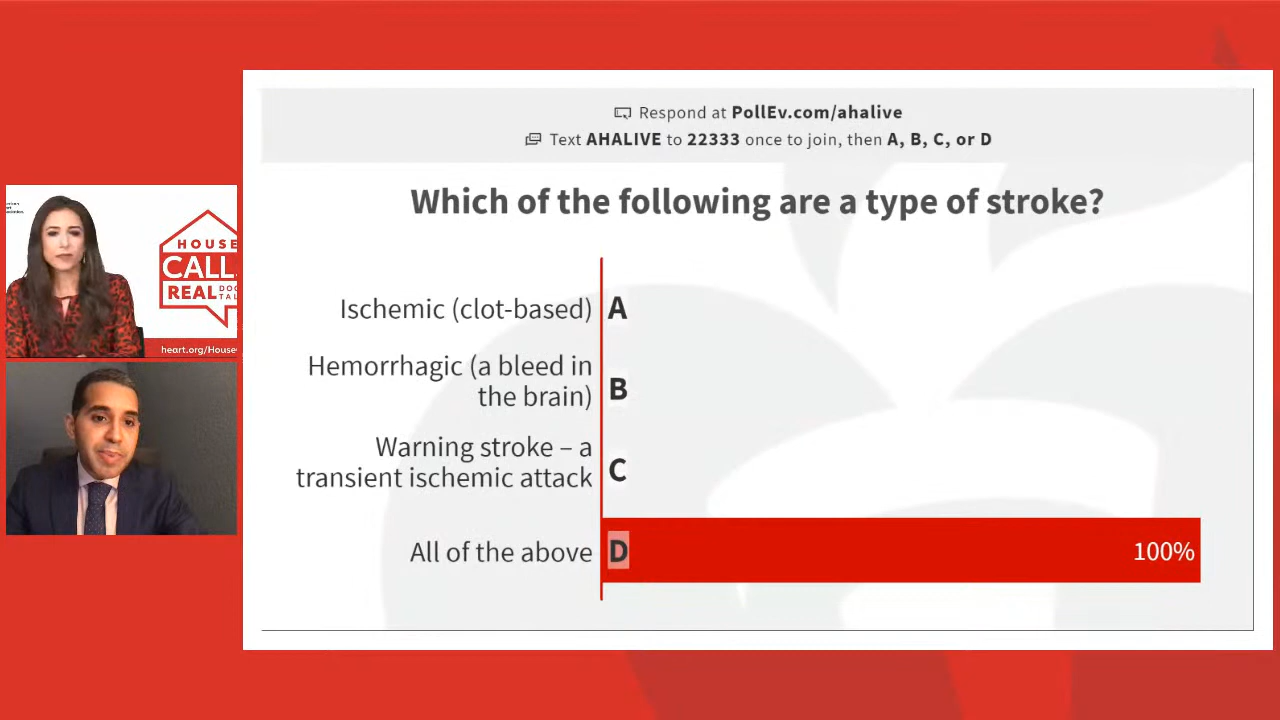 Respond at PollEv.com/ahalive
Text AHALIVE to 22333 once to join, then A, B, C, or D
Which of the following are a type of stroke?
Ischemic (clot-based) A
Hemorrhagic (a bleed in
the brain) B
Warning stroke – a
transient ischemic attack C
All of the above D 100%
HOUSE
CALL
REAL
heart.org/House